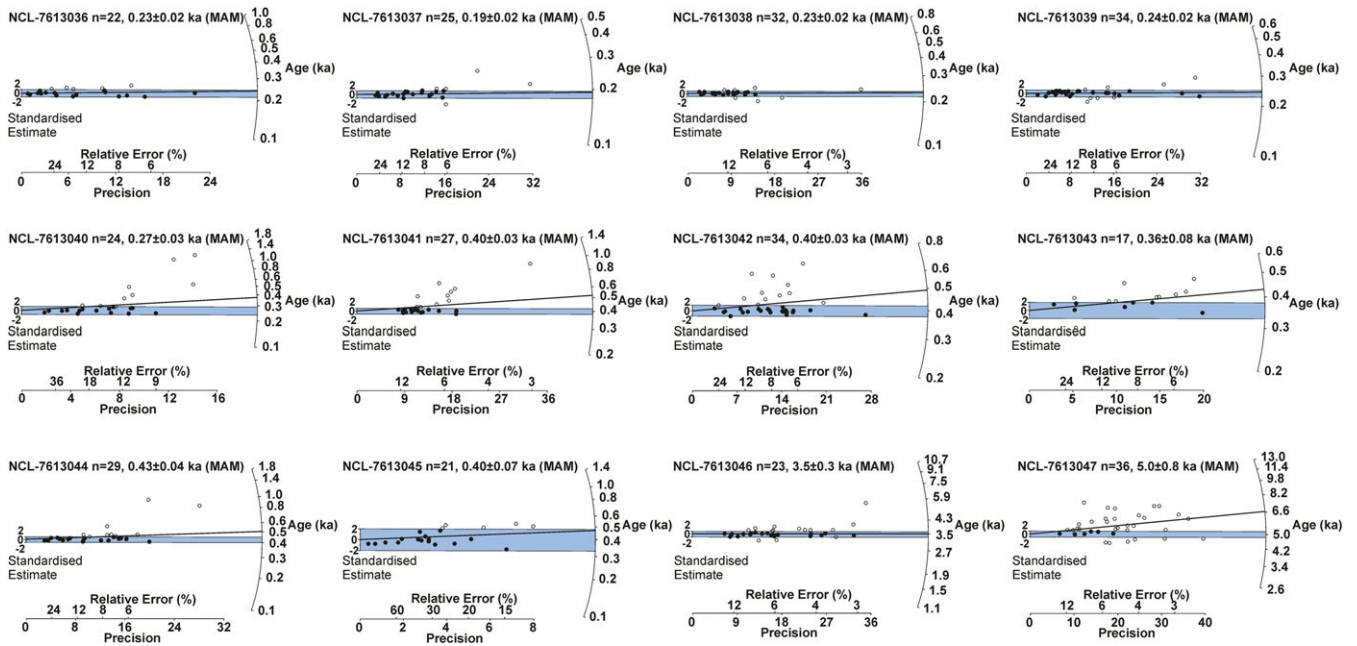 NCL-7613036 n=22, 0.23±0.02 ka (MAM)
1.0
0.8
0.6
0.5
0.4
0.3
0.2
0.1
Age (ka)
2
0
-2
Standardised
Estimate
Relative Error (%)
24 12 8 6
0 6 12 18 24
Precision
NCL-7613037 n=25, 0.19±0.02 ka (MAM)
0.5
0.3
0.2
0.1
Age (ka)
2
0
-2
Standardised
Estimate
Relative Error (%)
24 12 8 6
0 8 16 24 32
Precision
NCL-7613038 n=32, 0.23±0.02 ka (MAM)
0.8
0.6
0.5
0.4
0.3
0.2
0.1
Age (ka)
2
0
-2
Standardised
Estimate
Relative Error (%)
12 6 4 3
0 9 18 27 36
Precision
NCL-7613039 n=34, 0.24±0.02 ka (MAM)
0.6
0.5
0.4
0.3
0.2
0.1
Age (ka)
2
0
-2
Standardised
Estimate
Relative Error (%)
24 12 8 6
0 8 16 24 32
Precision
NCL-7613040 n=24, 0.27±0.03 ka (MAM)
1.8
1.4
1.0
0.8
0.6
0.4
0.3
0.2
0.1
Age (ka)
2
0
-2
Standardised
Estimate
Relative Error (%)
36 18 12 9
0 4 8 12 16
Precision
NCL-7613041 n=27, 0.40±0.03 ka (MAM)
1.4
1.0
0.8
0.6
0.5
0.4
0.3
0.2
Age (ka)
2
0
-2
Standardised
Estimate
Relative Error (%)
12 6 4 3
0 9 18 27 36
Precision
NCL-7613042 n=34, 0.40±0.03 ka (MAM)
0.8
0.6
0.5
0.4
0.3
0.2
Age (ka)
2
0
-2
Standardised
Estimate
Relative Error (%)
24 12 8 6
0 7 14 21 28
Precision
NCL-7613043 n=17, 0.36±0.08 ka (MAM)
0.6
0.5
0.4
0.3
0.2
Age (ka)
2
0
-2
Standardised
Estimate
Relative Error (%)
24 12 8 6
0 5 10 15 20
Precision
NCL-7613044 n=29, 0.43±0.04 ka (MAM)
1.8
1.4
1.0
0.8
0.6
0.5
0.4
0.3
0.2
0.1
Age (ka)
2
0
-2
Standardised
Estimate
Relative Error (%)
24 12 8 6
0 8 16 24 32
Precision
NCL-7613045 n=21, 0.40±0.07 ka (MAM)
1.4
1.0
0.8
0.6
0.5
0.4
0.3
0.2
0.1
Age (ka)
2
0
-2
Standardised
Estimate
Relative Error (%)
60 30 20 15
0 2 4 6 8
Precision
NCL-7613046 n=23, 3.5±0.3 ka (MAM)
10.7
9.1
7.5
5.9
4.3
3.5
2.7
1.9
1.5
1.1
Age (ka)
2
0
-2
Standardised
Estimate
Relative Error (%)
12 6 4 3
0 9 18 27 36
Precision
NCL-7613047 n=36, 5.0±0.8 ka (MAM)
13.0
11.4
9.8
8.2
6.6
5.0
4.2
3.4
2.6
Age (ka)
2
0
-2
Standardised
Estimate
Relative Error (%)
12 6 4 3
0 10 20 30 40
Precision